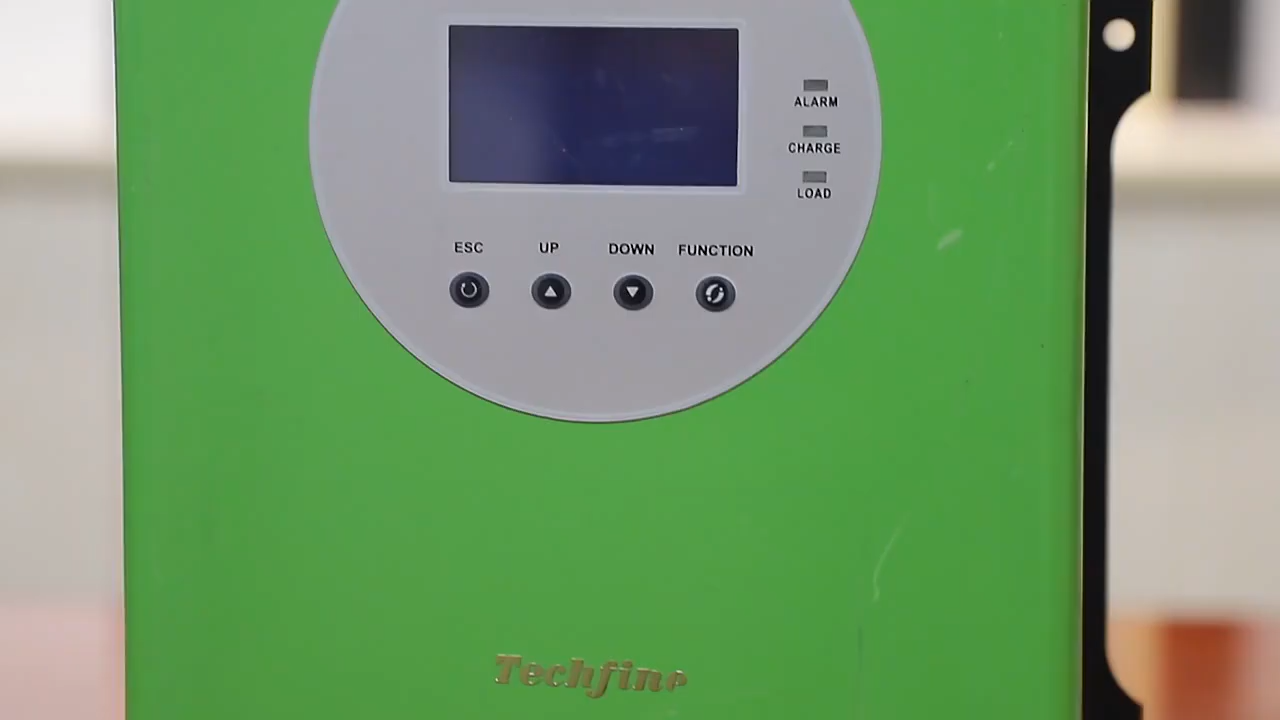 ALARM
CHARGE
LOAD
ESC UP DOWN FUNCTION
Techfine